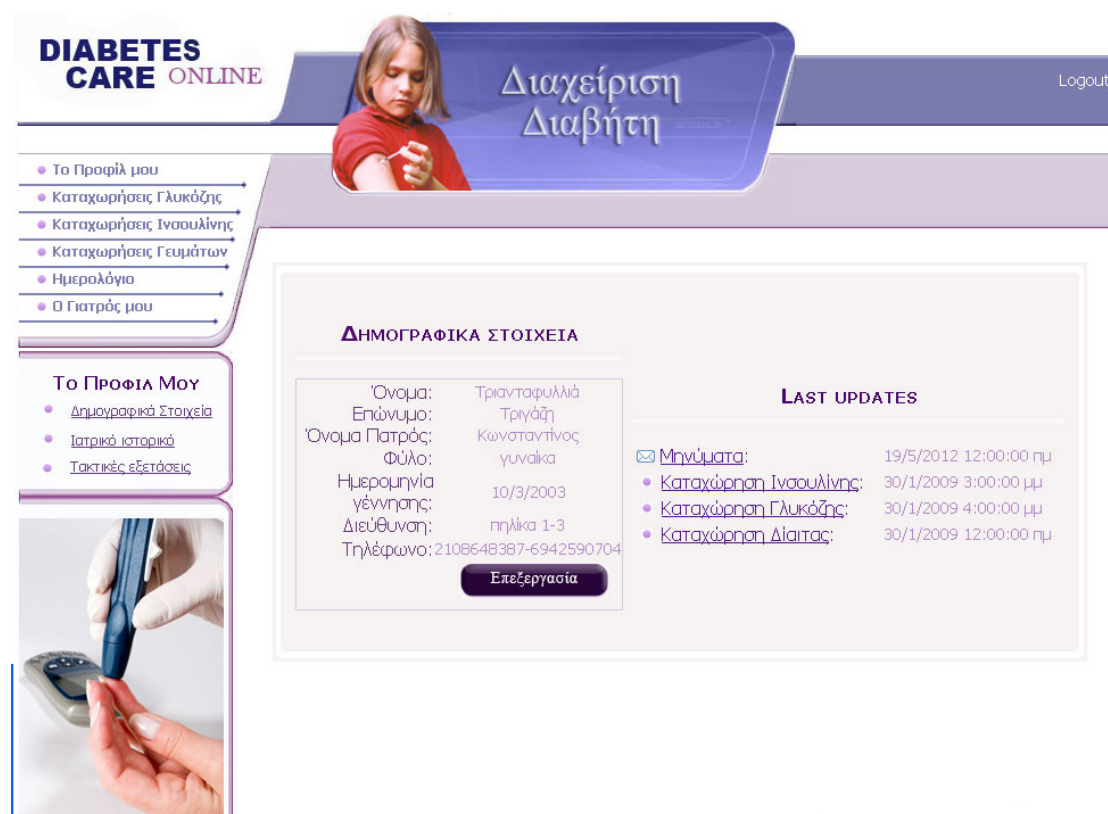 DIABETES
CARE ONLINE
Διαχείριση
Διαβήτη
Logout
Το Προφίλ μου
Καταχωρήσεις Γλυκόζης
Καταχωρήσεις Ινσουλίνης
Καταχωρήσεις Γευμάτων
Ημερολόγιο
Ο Γιατρός μου
Το Προφιλ Μου
Δημογραφικά Στοιχεία
Ιατρικό ιστορικό
Τακτικές εξετάσεις
Δημογραφικα στοιχεια
Όνομα: Τριανταφυλλιά
Επώνυμο: Τριγάζη
Όνομα Πατρός: Κωνσταντίνος
Φύλο: γυναίκα
Ημερομηνία
γέννησης: 10/3/2003
Διεύθυνση: πηλίκα 1-3
Τηλέφωνο: 2108648387-6942590704
Επεξεργασία
Last updates
Μηνύματα: 19/5/2012 12:00:00 πμ
Καταχώρηση Ινσουλίνης: 30/1/2009 3:00:00 μμ
Καταχώρηση Γλυκόζης: 30/1/2009 4:00:00 μμ
Καταχώρηση Δίαιτας: 30/1/2009 12:00:00 πμ